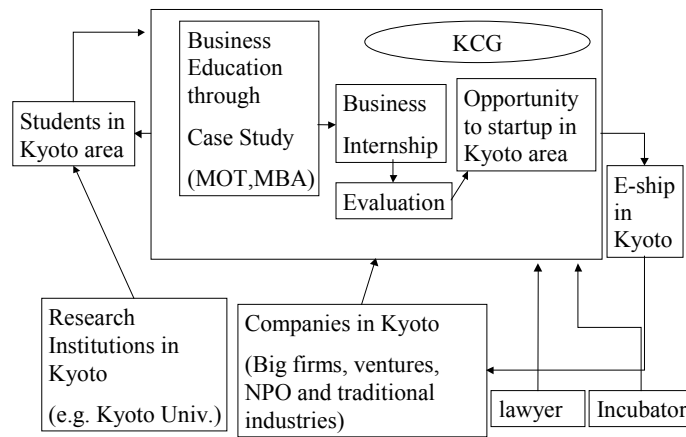 KCG
Business
Education
through
Case Study
(MOT,MBA)
Business
Internship
Evaluation
Opportunity
to startup in
Kyoto area
Students in
Kyoto area
E-ship
in
Kyoto
Research
Institutions in
Kyoto
(e.g. Kyoto Univ.)
Companies in Kyoto
(Big firms, ventures,
NPO and traditional
industries)
lawyer
Incubator